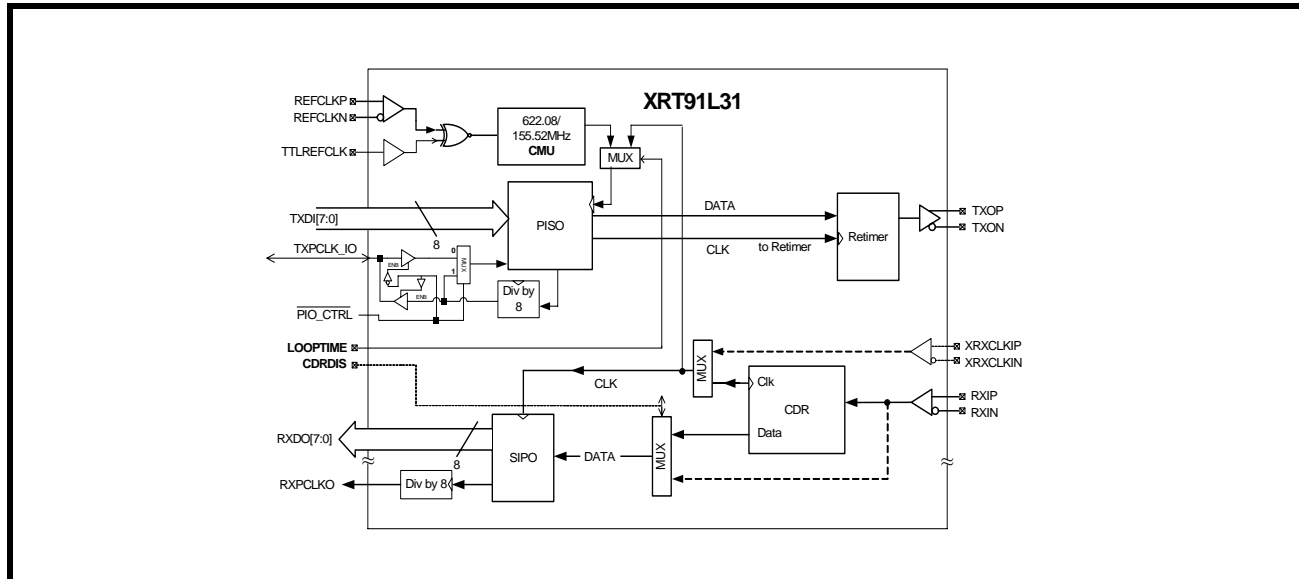 XRT91L31
REFCLKP
REFCLKN
TTLREFCLK
622.08/
155.52MHz
CMU
MUX
TXDI[7:0]
8
PISO
DATA
CLK
to Retimer
Retimer
TXOP
TXON
TXPCLK_IO
ENB
ENB
0
1
MUX
Div by
8
PIO_CTRL
LOOPTIME
CDRDIS
CLK
MUX
XRXCLKIP
XRXCLKIN
Clk
CDR
Data
RXIP
RXIN
RXDO[7:0]
8
SIPO
DATA
MUX
RXPCLKO
Div by 8